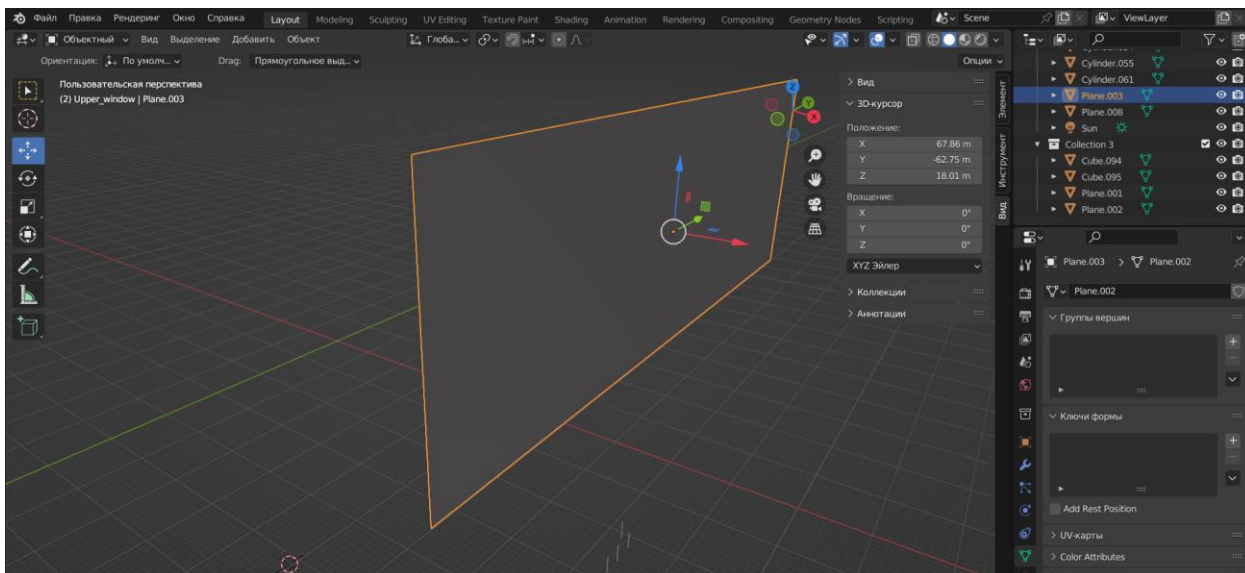 Файл Правка Рендеринг Окно Справка Layout Modeling Sculpting UV Editing Texture Paint Shading Animation Rendering Compositing Geometry Nodes Scripting Scene ViewLayer
Объектный Вид Выделение Добавить Объект Глоба...
Ориентация: По умолч... Drag: Прямоугольное выд... Опции
Пользовательская перспектива
(2) Upper_window | Plane.003
Z
Y
X
Вид
3D-курсор
Положение:
X 67.86 m
Y -62.75 m
Z 18.01 m
Вращение:
X 0°
Y 0°
Z 0°
XYZ Эйлер
Коллекции
Аннотации
Элемент
Инструмент
Вид
Cylinder.055
Cylinder.061
Plane.003
Plane.008
Sun
Collection 3
Cube.094
Cube.095
Plane.001
Plane.002
Plane.003 Plane.002
Plane.002
Группы вершин
Ключи формы
Add Rest Position
UV-карты
Color Attributes